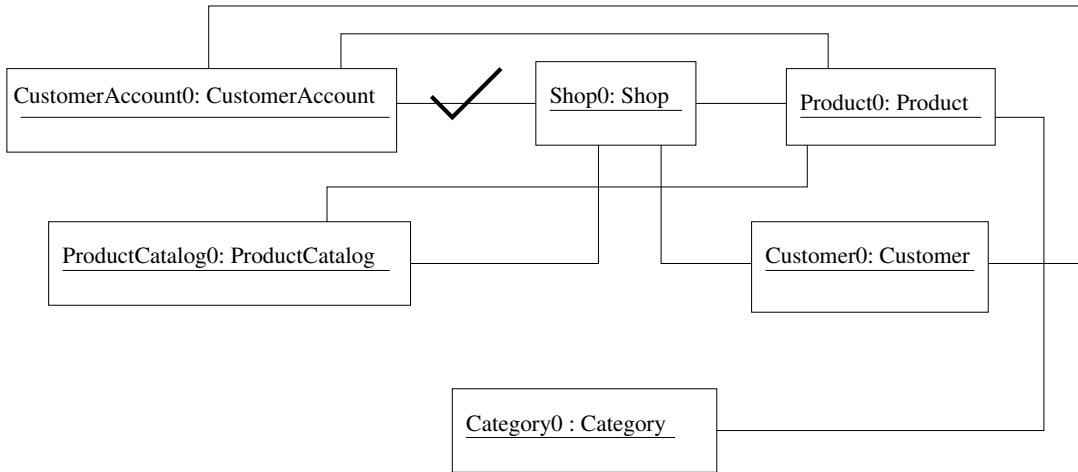 CustomerAccount0: CustomerAccount
Shop0: Shop
Product0: Product
ProductCatalog0: ProductCatalog
Customer0: Customer
Category0 : Category